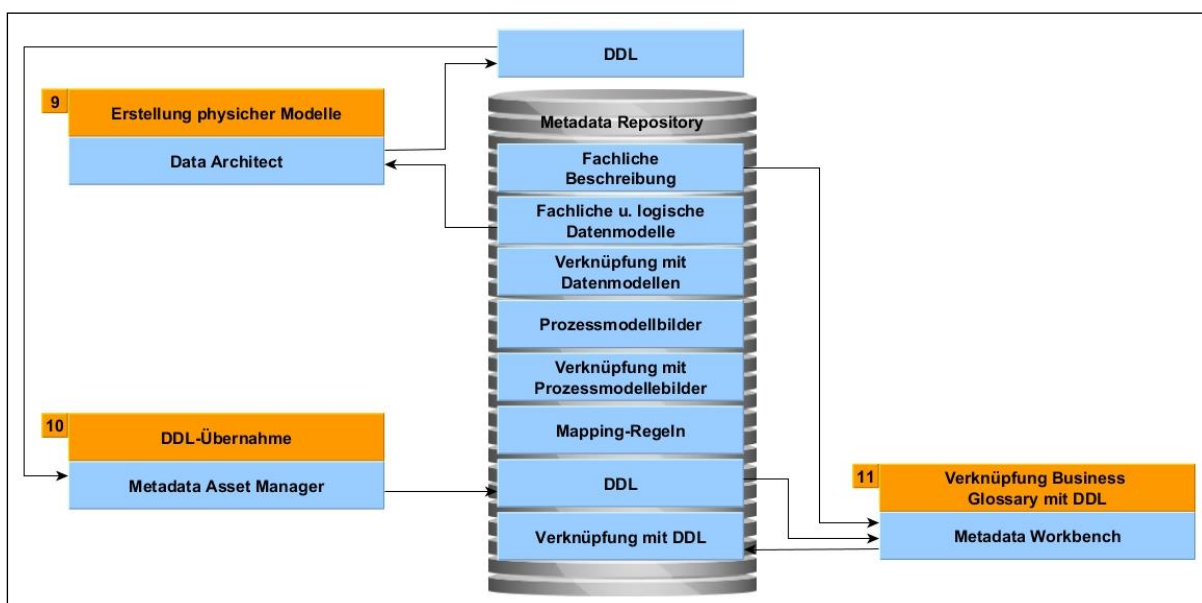 DDL
9
Erstellung physicher Modelle
Data Architect
Metadata Repository
Fachliche
Beschreibung
Fachliche u. logische
Datenmodelle
Verknüpfung mit
Datenmodellen
Prozessmodellbilder
Verknüpfung mit
Prozessmodellebilder
Mapping-Regeln
10
DDL-Übernahme
Metadata Asset Manager
DDL
Verknüpfung mit DDL
11
Verknüpfung Business
Glossary mit DDL
Metadata Workbench